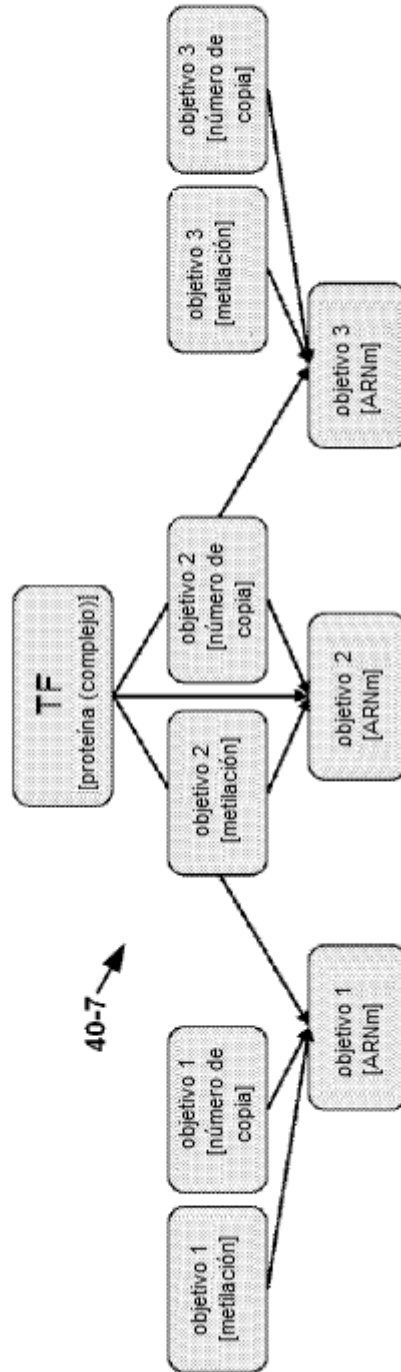 TF
[proteína (complejo)]
40-7
objetivo 1
[metilación]
objetivo 1
[número de
copia]
objetivo 2
[metilación]
objetivo 2
[número de
copia]
objetivo 3
[metilación]
objetivo 3
[número de
copia]
objetivo 1
[ARNm]
objetivo 2
[ARNm]
objetivo 3
[ARNm]